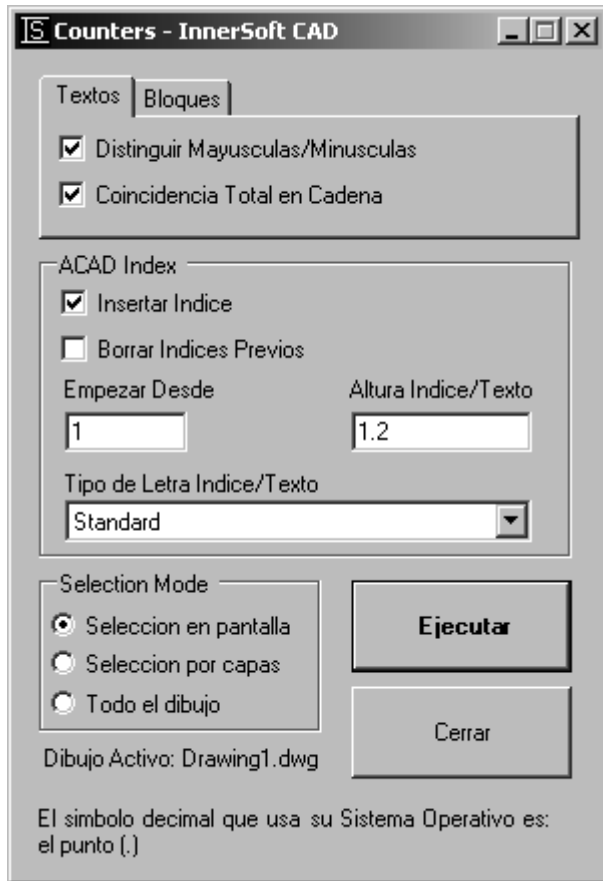 Counters - InnerSoft CAD
Textos Bloques
Distinguir Mayusculas/Minusculas
Coincidencia Total en Cadena
ACAD Index
Insertar Indice
Borrar Indices Previos
Empezar Desde Altura Indice/Texto
1 1.2
Tipo de Letra Indice/Texto
Standard
Selection Mode
Seleccion en pantalla
Seleccion por capas
Todo el dibujo
Ejecutar
Cerrar
Dibujo Activo: Drawing1.dwg
El simbolo decimal que usa su Sistema Operativo es:
el punto (.)